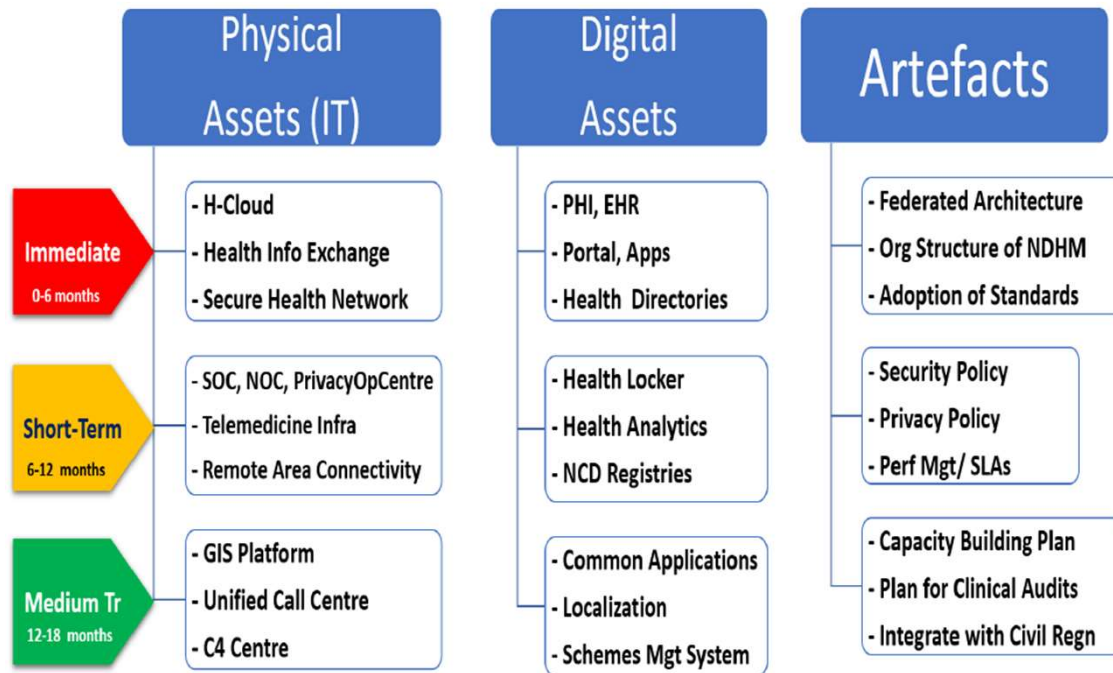 Physical
Assets (IT)
Digital
Assets
Artefacts
Immediate
0-6 months
- H-Cloud
- Health Info Exchange
- Secure Health Network
- PHI, EHR
- Portal, Apps
- Health Directories
- Federated Architecture
- Org Structure of NDHM
- Adoption of Standards
Short-Term
6-12 months
- SOC, NOC, PrivacyOpCentre
- Telemedicine Infra
- Remote Area Connectivity
- Health Locker
- Health Analytics
- NCD Registries
- Security Policy
- Privacy Policy
- Perf Mgt/ SLAs
Medium Tr
12-18 months
- GIS Platform
- Unified Call Centre
- C4 Centre
- Common Applications
- Localization
- Schemes Mgt System
- Capacity Building Plan
- Plan for Clinical Audits
- Integrate with Civil Regn